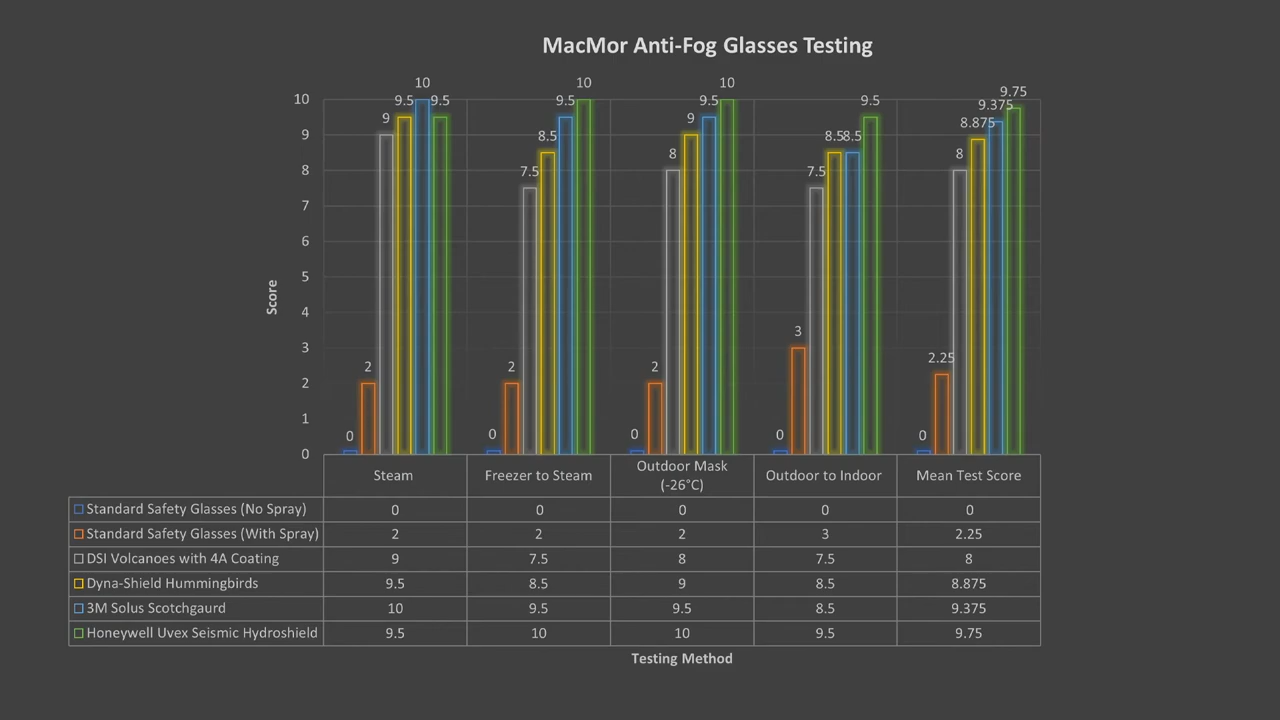 MacMor Anti-Fog Glasses Testing
10 10 10 9.75
10 9.5 9.5 9.5 9.5 9.5 9.375
9 9 9 8.5 8.5 8.5 8.875
8 7.5 8 7.5 8
7
6
5
Score
4
3 3
2 2 2 2 2.25
1
0 0 0 0 0 0
Steam Freezer to Steam Outdoor Mask (-26°C) Outdoor to Indoor Mean Test Score
Standard Safety Glasses (No Spray) 0 0 0 0 0
Standard Safety Glasses (With Spray) 2 2 2 3 2.25
DSI Volcanoes with 4A Coating 9 7.5 8 7.5 8
Dyna-Shield Hummingbirds 9.5 8.5 9 8.5 8.875
3M Solus Scotchgaurd 10 9.5 9.5 8.5 9.375
Honeywell Uvex Seismic Hydroshield 9.5 10 10 9.5 9.75
Testing Method